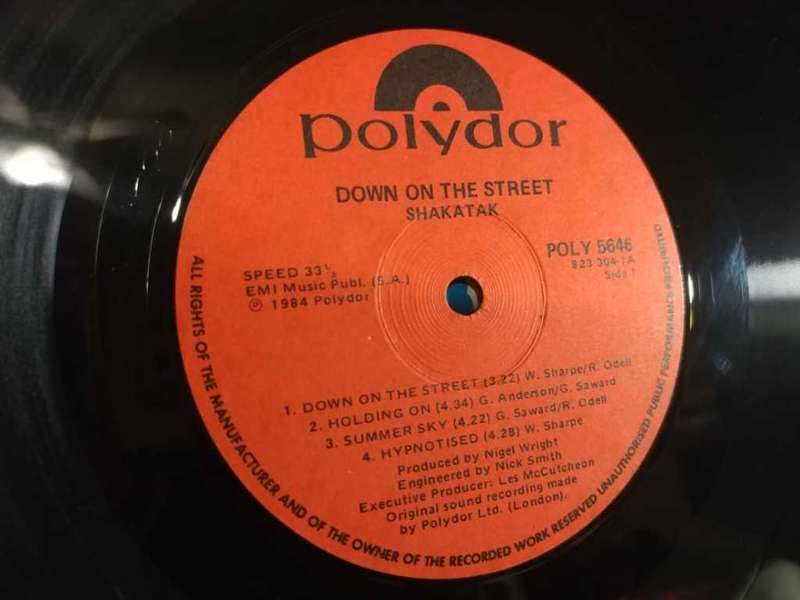 polydor
DOWN ON THE STREET
SHAKATAK
SPEED 33⅓
EMI Music Publ. (S.A.)
℗ 1984 Polydor
POLY 5646
823 304-1A
Side 1
1. DOWN ON THE STREET (3.22) W. Sharpe/R. Odell
2. HOLDING ON (4.34) G. Anderson/G. Saward
3. SUMMER SKY (4.22) G. Saward/R. Odell
4. HYPNOTISED (4.28) W. Sharpe
Produced by Nigel Wright
Engineered by Nick Smith
Executive Producer: Les McCutcheon
Original sound recording made
by Polydor Ltd. (London).
ALL RIGHTS OF THE MANUFACTURER AND OF THE OWNER OF THE RECORDED WORK RESERVED UNAUTHORISED PUBLIC PERFORMANCE PROHIBITED